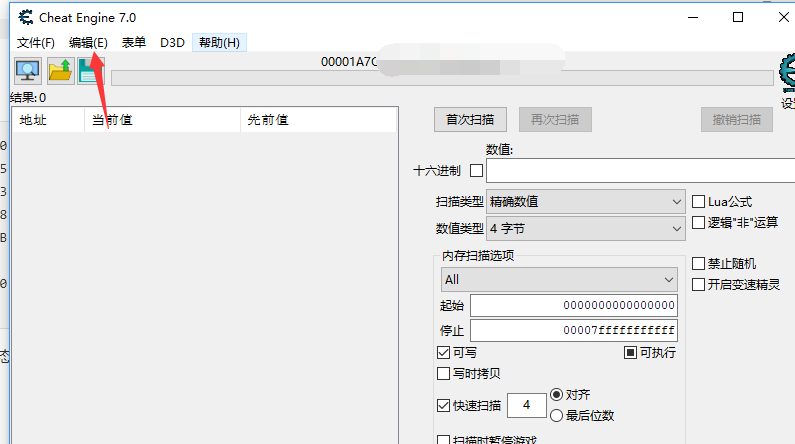 Cheat Engine 7.0
文件(F) 编辑(E) 表单 D3D 帮助(H)
00001A7C
结果: 0
地址 当前值 先前值
首次扫描 再次扫描 撤销扫描
数值:
十六进制
扫描类型 精确数值 Lua公式
数值类型 4 字节 逻辑"非"运算
内存扫描选项
All
禁止随机
开启变速精灵
起始 0000000000000000
停止 00007fffffffffff
可写 可执行
写时拷贝
快速扫描 4 对齐
最后位数
扫描时暂停游戏
0
5
3
8
B
0
态